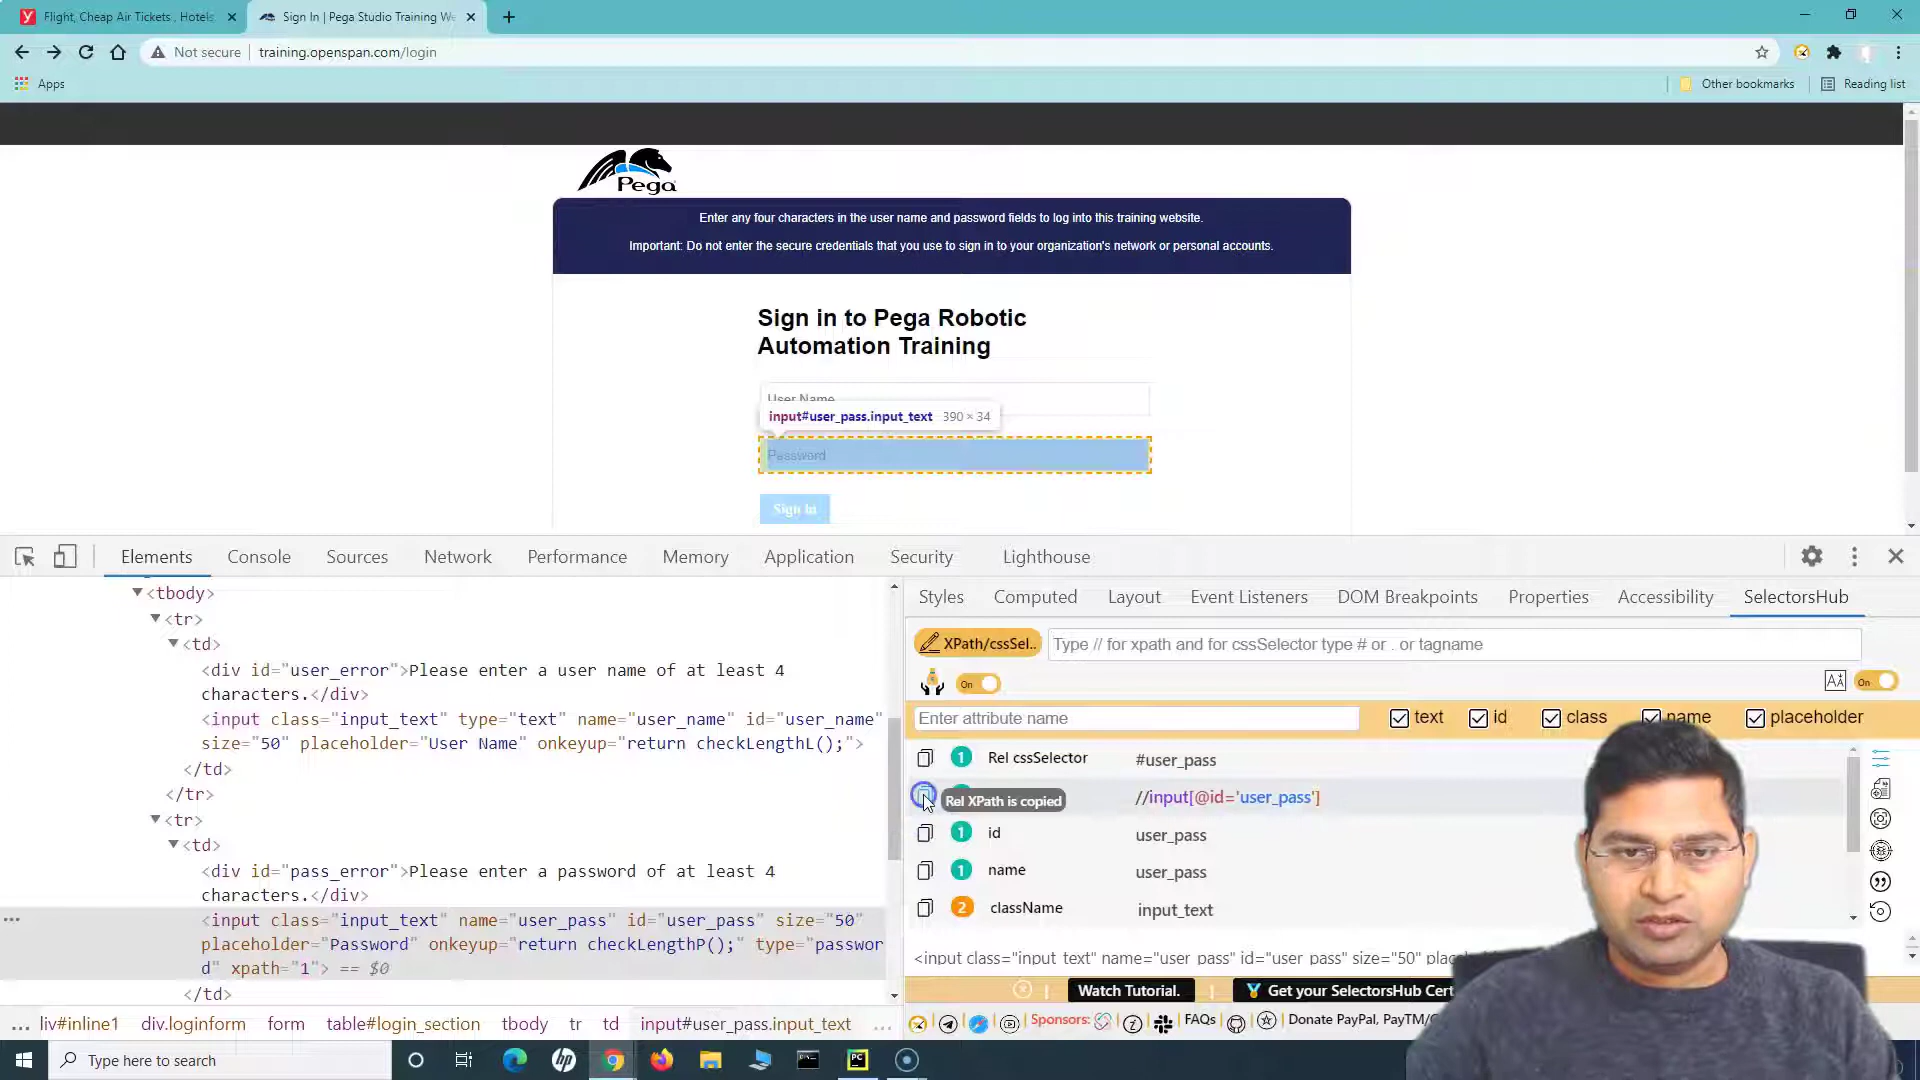 Flight, Cheap Air Tickets , Hotels
Sign In | Pega Studio Training We
Not secure
training.openspan.com/login
Apps
Other bookmarks
Reading list
Pega
Enter any four characters in the user name and password fields to log into this training website.
Important: Do not enter the secure credentials that you use to sign in to your organization's network or personal accounts.
Sign in to Pega Robotic
Automation Training
User Name
input#user_pass.input_text 390 × 34
Password
Sign In
Elements Console Sources Network Performance Memory Application Security Lighthouse
<tbody>
<tr>
<td>
<div id="user_error">Please enter a user name of at least 4
characters.</div>
<input class="input_text" type="text" name="user_name" id="user_name"
size="50" placeholder="User Name" onkeyup="return checkLengthL();">
</td>
</tr>
<tr>
<td>
<div id="pass_error">Please enter a password of at least 4
characters.</div>
<input class="input_text" name="user_pass" id="user_pass" size="50"
placeholder="Password" onkeyup="return checkLengthP();" type="passwor
d" xpath="1"> == $0
</td>
... liv#inline1 div.loginform form table#login_section tbody tr td input#user_pass.input_text ...
Styles Computed Layout Event Listeners DOM Breakpoints Properties Accessibility SelectorsHub
XPath/cssSel.. Type // for xpath and for cssSelector type # or . or tagname
On
On
Enter attribute name
text id class name placeholder
1 Rel cssSelector #user_pass
Rel XPath is copied //input[@id='user_pass']
1 id user_pass
1 name user_pass
2 className input_text
<input class="input_text" name="user_pass" id="user_pass" size="50"
Watch Tutorial.
Get your SelectorsHub Cert
Sponsors:
FAQs
Donate PayPal, PayTM/
Type here to search
hp
PC